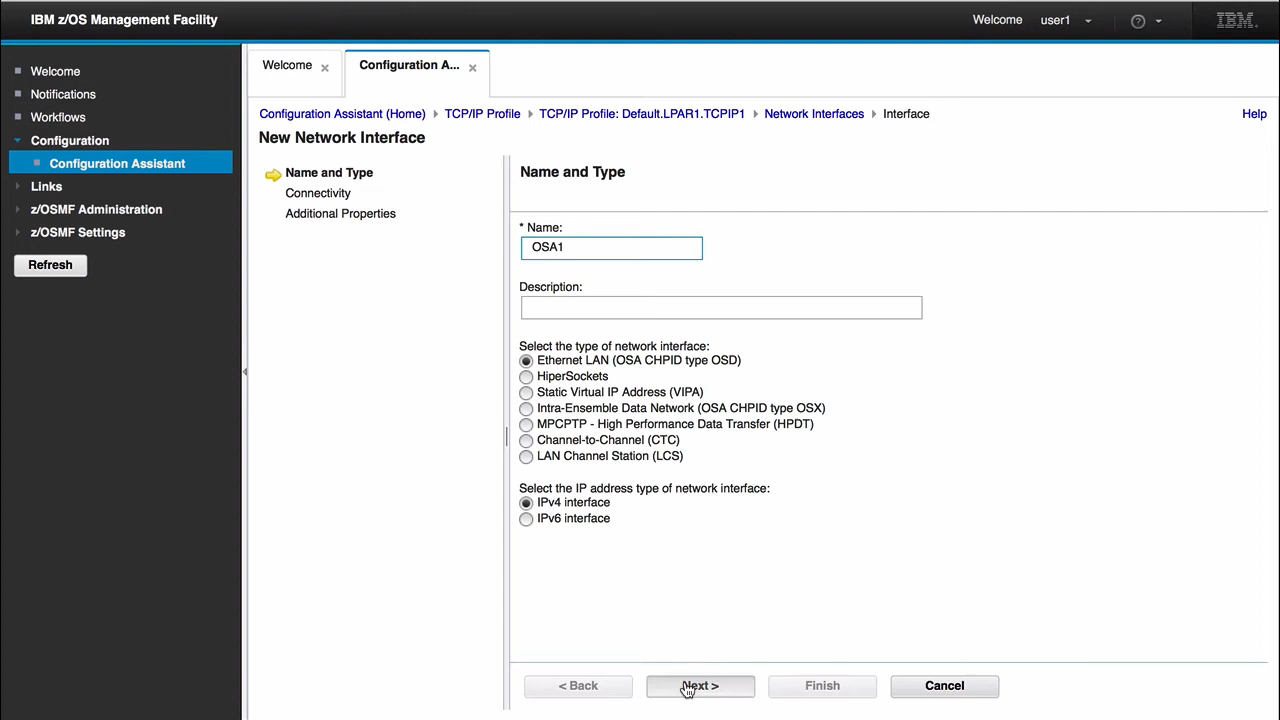 IBM z/OS Management Facility
Welcome user1
IBM.
Welcome
Notifications
Workflows
Configuration
Configuration Assistant
Links
z/OSMF Administration
z/OSMF Settings
Refresh
Welcome
Configuration A...
Configuration Assistant (Home) TCP/IP Profile TCP/IP Profile: Default.LPAR1.TCPIP1 Network Interfaces Interface Help
New Network Interface
Name and Type
Connectivity
Additional Properties
Name and Type
* Name:
OSA1
Description:
Select the type of network interface:
Ethernet LAN (OSA CHPID type OSD)
HiperSockets
Static Virtual IP Address (VIPA)
Intra-Ensemble Data Network (OSA CHPID type OSX)
MPCPTP - High Performance Data Transfer (HPDT)
Channel-to-Channel (CTC)
LAN Channel Station (LCS)
Select the IP address type of network interface:
IPv4 interface
IPv6 interface
< Back Next > Finish Cancel